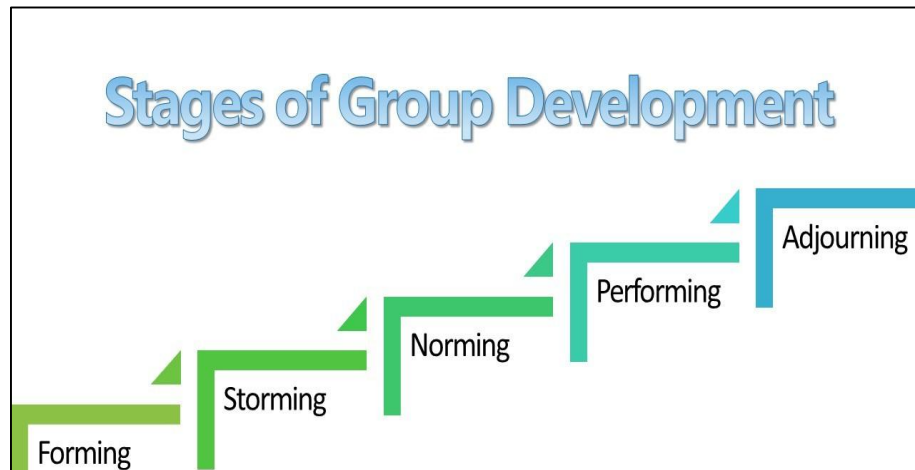 Stages of Group Development
Forming
Storming
Norming
Performing
Adjourning